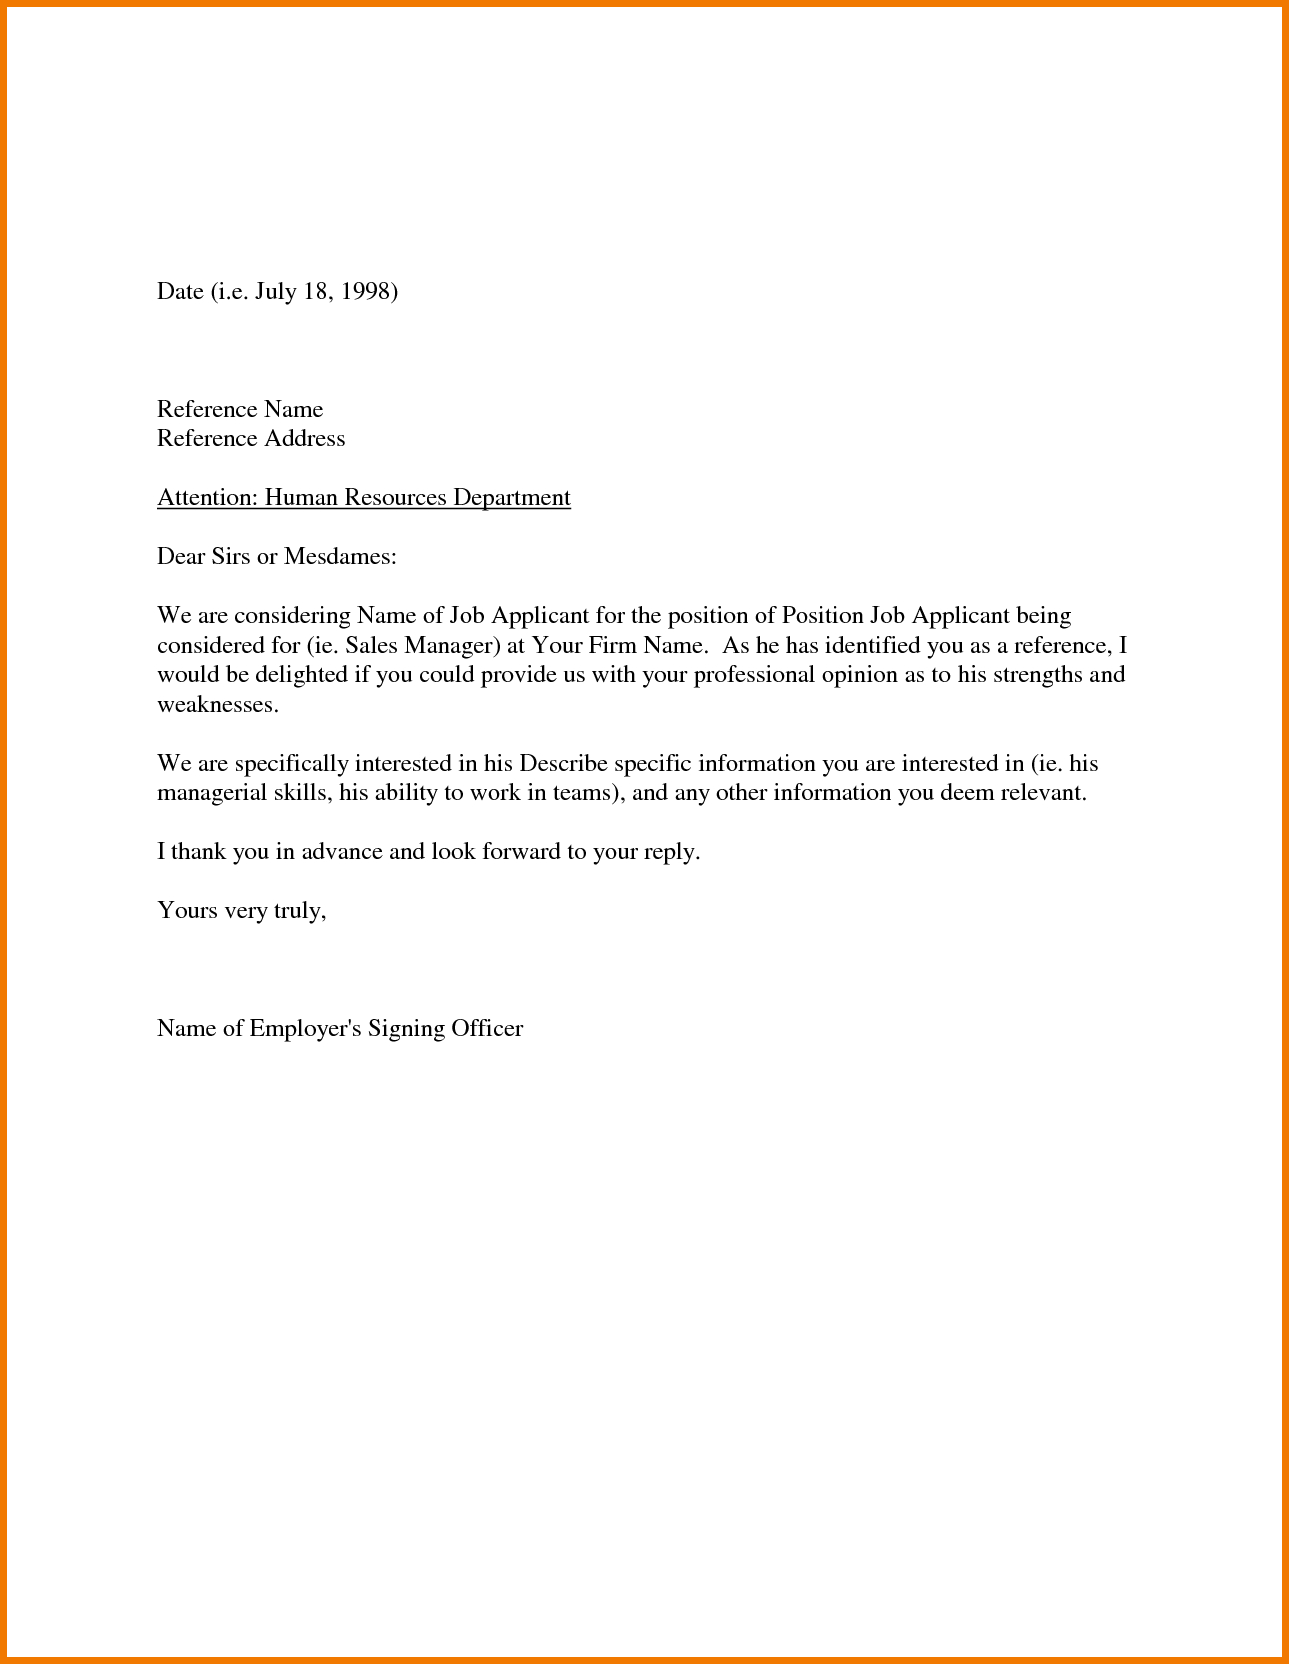 Date (i.e. July 18, 1998)
Reference Name
Reference Address
Attention: Human Resources Department
Dear Sirs or Mesdames:
We are considering Name of Job Applicant for the position of Position Job Applicant being
considered for (ie. Sales Manager) at Your Firm Name.  As he has identified you as a reference, I
would be delighted if you could provide us with your professional opinion as to his strengths and
weaknesses.
We are specifically interested in his Describe specific information you are interested in (ie. his
managerial skills, his ability to work in teams), and any other information you deem relevant.
I thank you in advance and look forward to your reply.
Yours very truly,
Name of Employer's Signing Officer